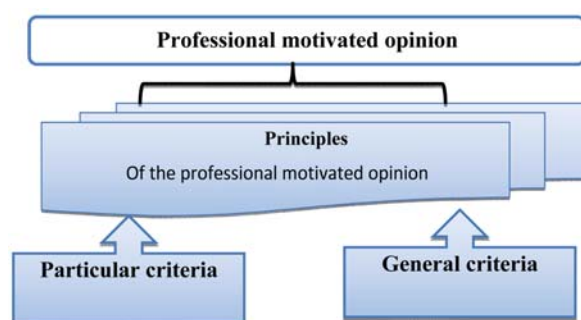 Professional motivated opinion
Principles
Of the professional motivated opinion
Particular criteria
General criteria